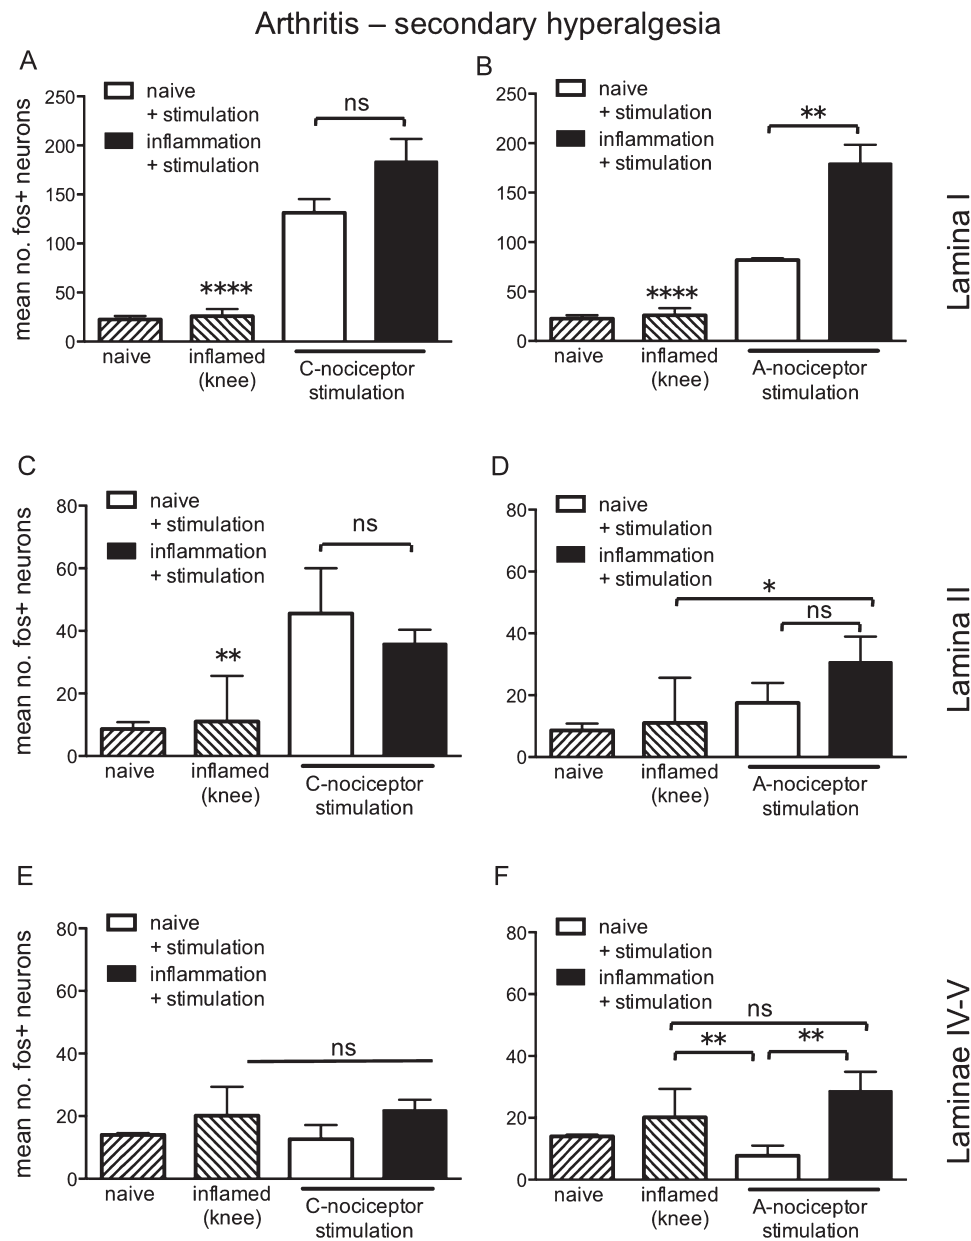 Arthritis – secondary hyperalgesia
A
mean no. fos+ neurons
250
200
150
100
50
0
naive
+ stimulation
inflammation
+ stimulation
ns
****
naive
inflamed
(knee)
C-nociceptor
stimulation
B
250
200
150
100
50
0
naive
+ stimulation
inflammation
+ stimulation
**
****
naive
inflamed
(knee)
A-nociceptor
stimulation
Lamina I
C
mean no. fos+ neurons
80
60
40
20
0
naive
+ stimulation
inflammation
+ stimulation
ns
**
naive
inflamed
(knee)
C-nociceptor
stimulation
D
80
60
40
20
0
naive
+ stimulation
inflammation
+ stimulation
*
ns
naive
inflamed
(knee)
A-nociceptor
stimulation
Lamina II
E
mean no. fos+ neurons
80
60
40
20
0
naive
+ stimulation
inflammation
+ stimulation
ns
naive
inflamed
(knee)
C-nociceptor
stimulation
F
80
60
40
20
0
naive
+ stimulation
inflammation
+ stimulation
ns
**
**
naive
inflamed
(knee)
A-nociceptor
stimulation
Laminae IV-V